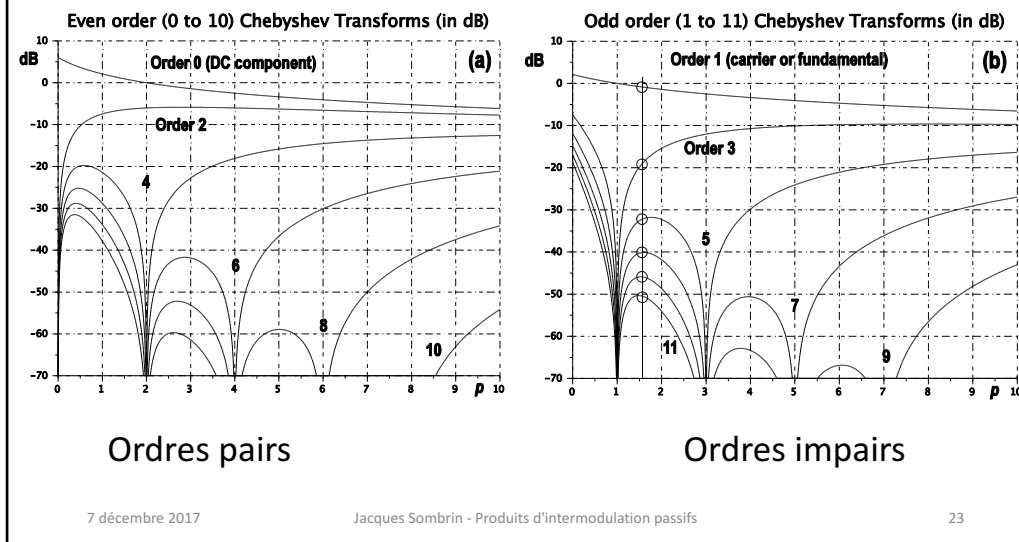 Even order (0 to 10) Chebyshev Transforms (in dB)
10
dB
Order 0 (DC component)
(a)
0
Order 2
-10
-20
4
-30
-40
6
-50
8
-60
10
-70
0 1 2 3 4 5 6 7 8 9 p 10
Odd order (1 to 11) Chebyshev Transforms (in dB)
10
dB
Order 1 (carrier or fundamental)
(b)
0
-10
Order 3
-20
-30
5
-40
-50
7
-60
11
9
-70
0 1 2 3 4 5 6 7 8 9 p 10
Ordres pairs
Ordres impairs
7 décembre 2017
Jacques Sombrin - Produits d'intermodulation passifs
23